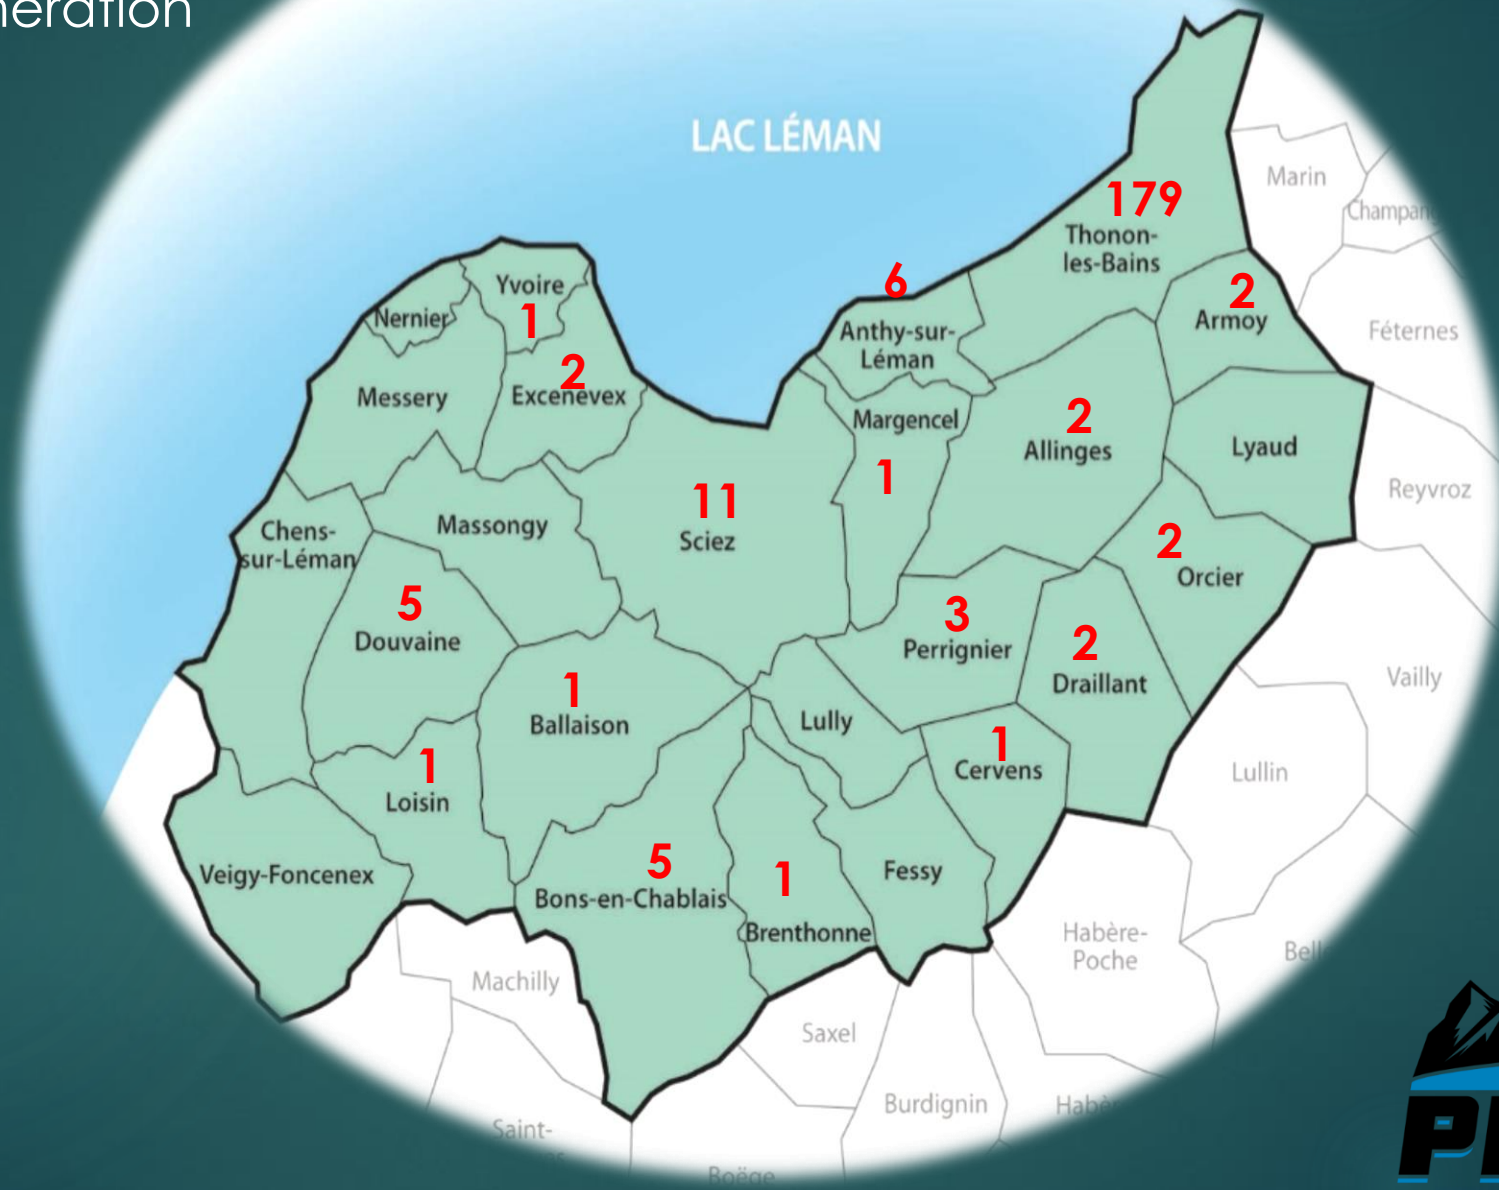 LAC LÉMAN
179
Thonon-
les-Bains
Marin
6
Anthy-sur-
Léman
2
Armoy
Féternes
Yvoire
1
Nernier
2
Excenevex
Messery
Margencel
1
2
Allinges
Lyaud
Reyvroz
11
Sciez
Chens-
sur-Léman
Massongy
2
Orcier
5
Douvaine
3
Perrignier
2
Draillant
Vailly
1
Ballaison
Lully
1
Cervens
Lullin
1
Loisin
Veigy-Foncenex
5
Bons-en-Chablais
1
Brenthonne
Fessy
Habère-
Poche
Machilly
Saxel
Burdignin
Saint-
Boëge